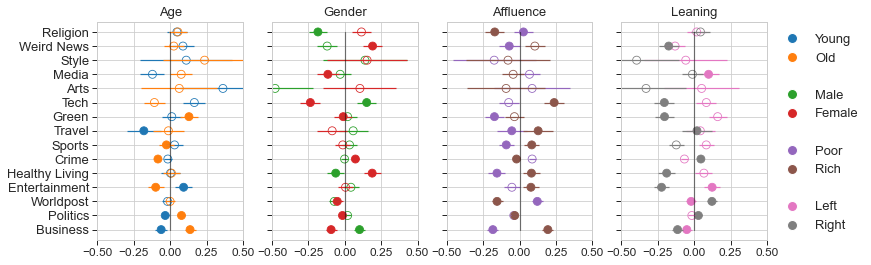 Age Gender Affluence Leaning
Religion
Weird News
Style
Media
Arts
Tech
Green
Travel
Sports
Crime
Healthy Living
Entertainment
Worldpost
Politics
Business
−0.50 −0.25 0.00 0.25 0.50 −0.50 −0.25 0.00 0.25 0.50 −0.50 −0.25 0.00 0.25 0.50 −0.50 −0.25 0.00 0.25 0.50
Young
Old
Male
Female
Poor
Rich
Left
Right